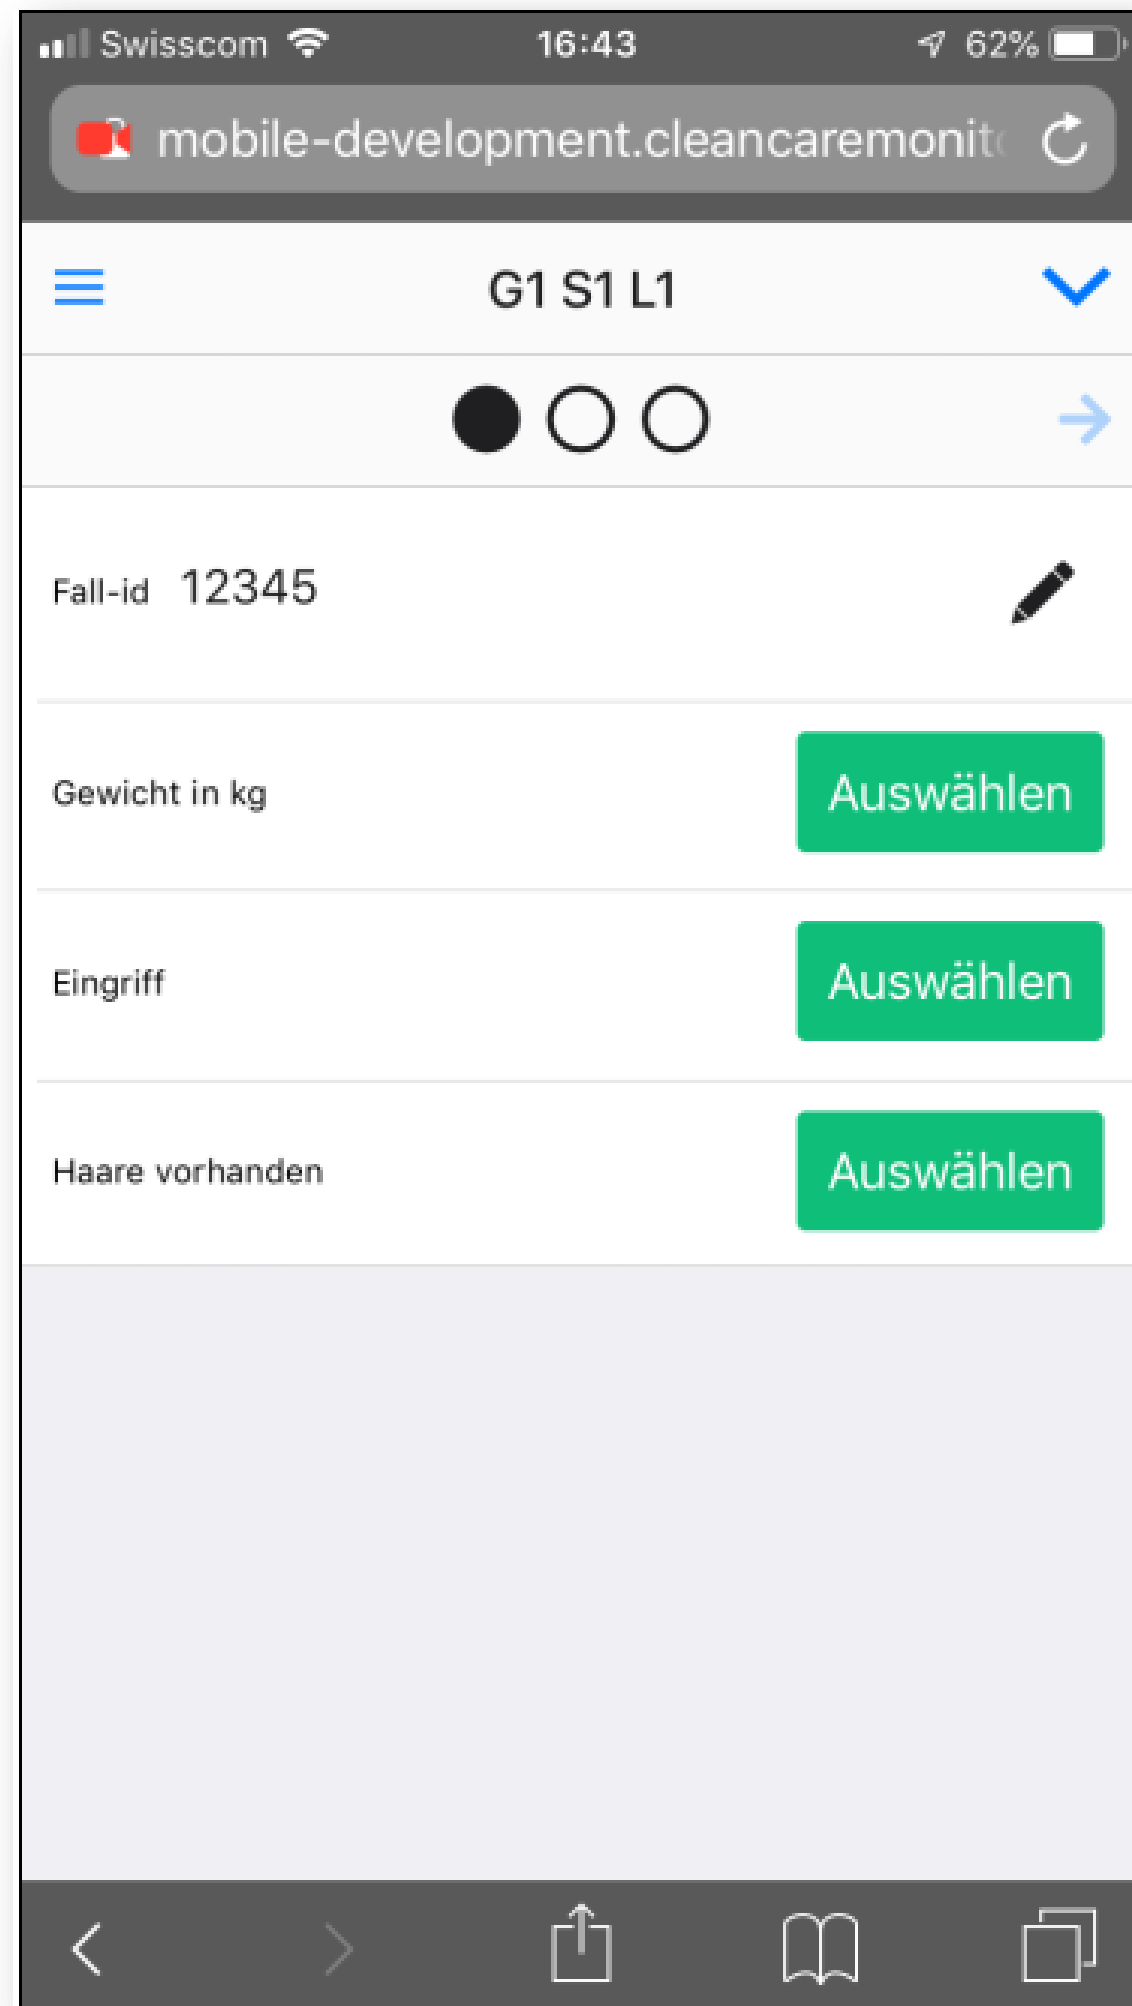 Swisscom 16:43 62%
mobile-development.cleancaremonit
G1 S1 L1
Fall-id 12345
Gewicht in kg Auswählen
Eingriff Auswählen
Haare vorhanden Auswählen